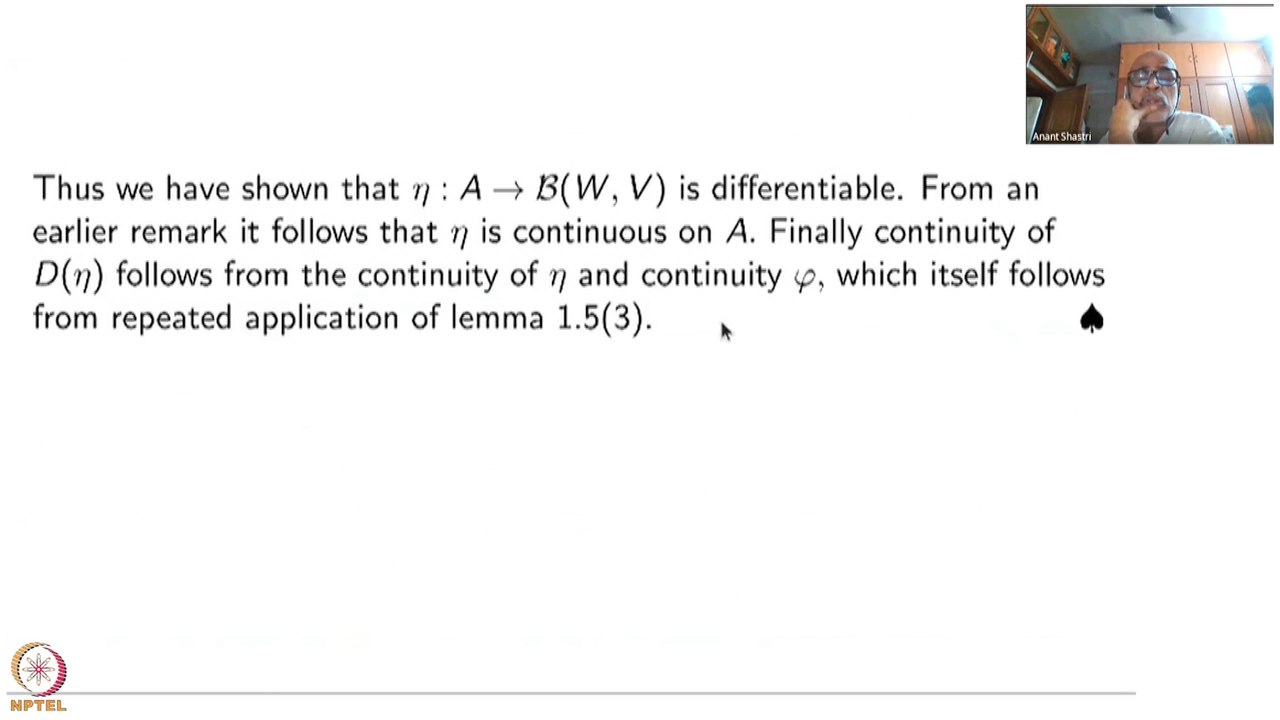 Anant Shastri
Thus we have shown that η : A → ℬ(W, V) is differentiable. From an
earlier remark it follows that η is continuous on A. Finally continuity of
D(η) follows from the continuity of η and continuity φ, which itself follows
from repeated application of lemma 1.5(3). ♠
NPTEL